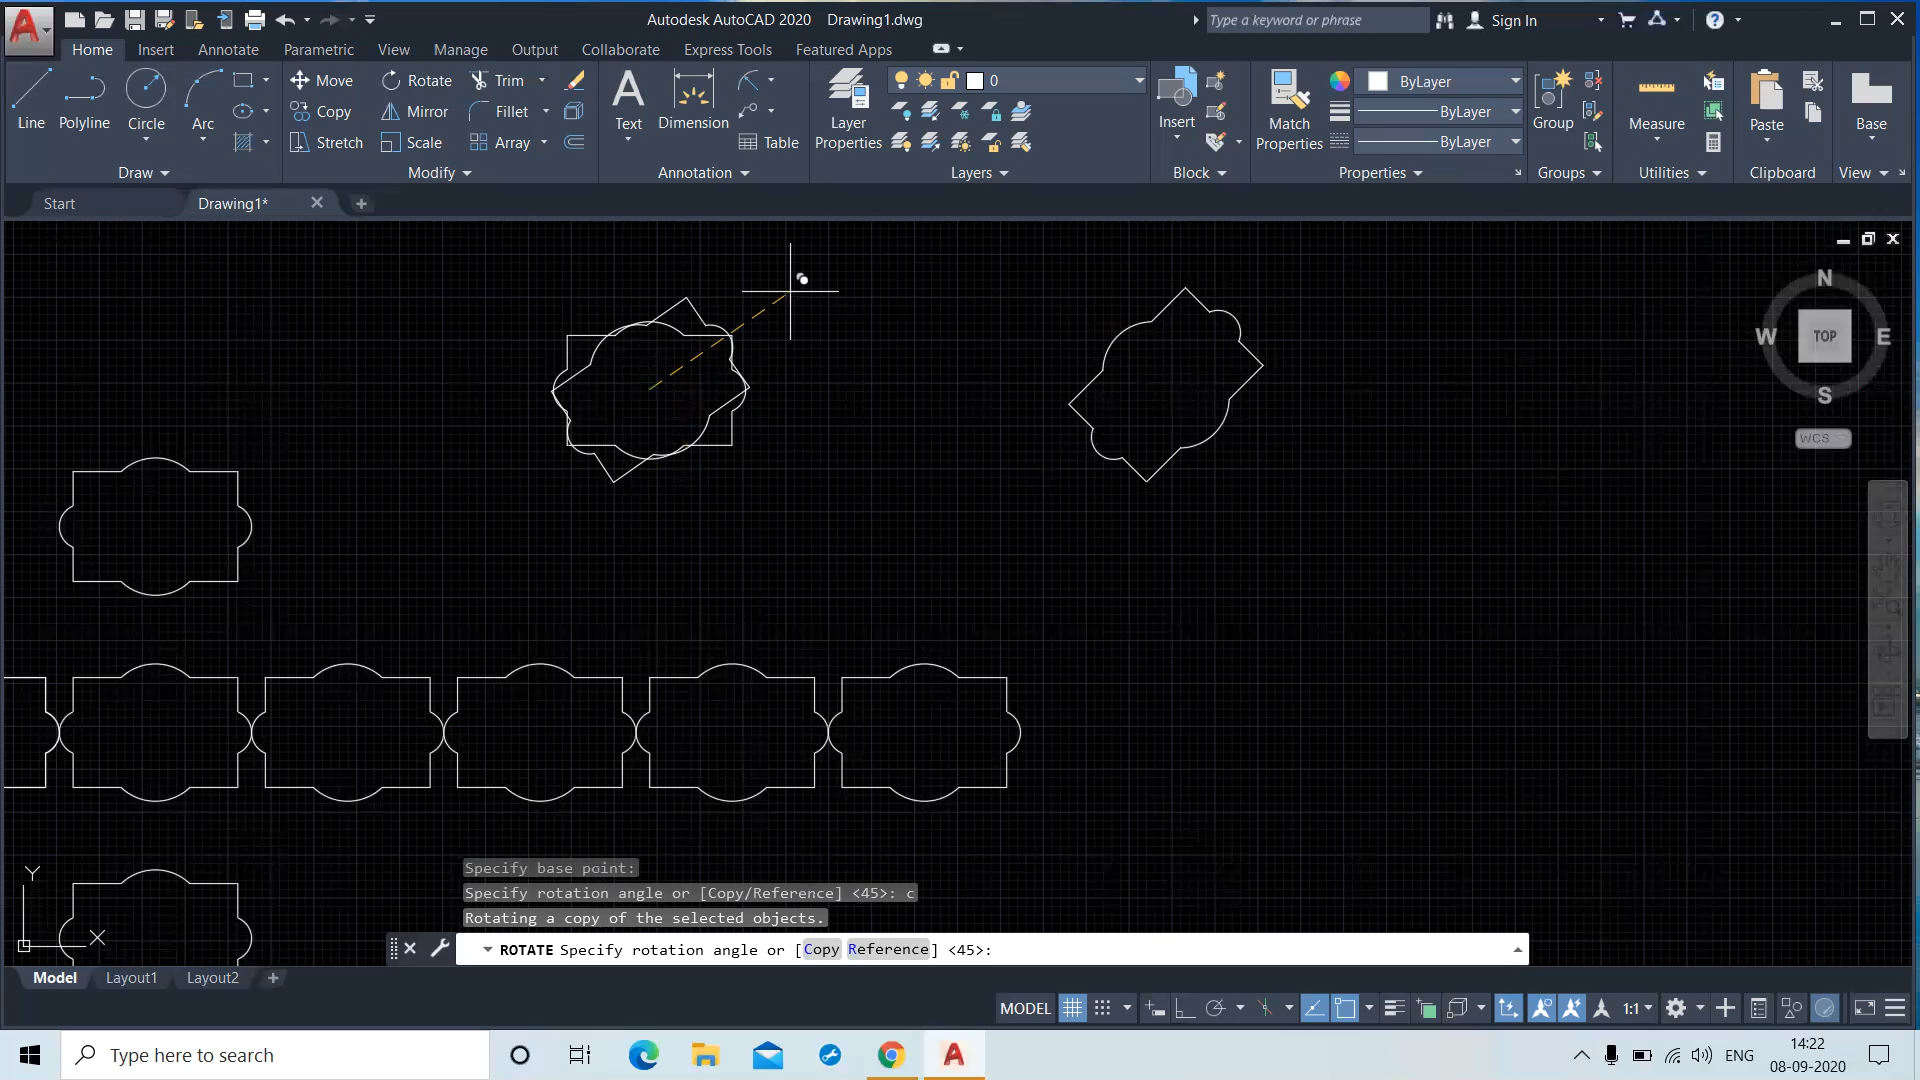 Autodesk AutoCAD 2020 Drawing1.dwg
Type a keyword or phrase
Sign In
Home Insert Annotate Parametric View Manage Output Collaborate Express Tools Featured Apps
Line Polyline Circle Arc
Draw
Move Rotate Trim
Copy Mirror Fillet
Stretch Scale Array
Modify
Text Dimension Table
Annotation
Layer Properties
0
Layers
Insert
Block
Match Properties
ByLayer
ByLayer
ByLayer
Properties
Group
Groups
Measure
Utilities
Paste
Clipboard
Base
View
Start Drawing1*
N
W TOP E
S
WCS
Y
X
Specify base point:
Specify rotation angle or [Copy/Reference] <45>: c
Rotating a copy of the selected objects.
ROTATE Specify rotation angle or [Copy Reference] <45>:
Model Layout1 Layout2
MODEL 1:1
Type here to search
ENG
14:22
08-09-2020